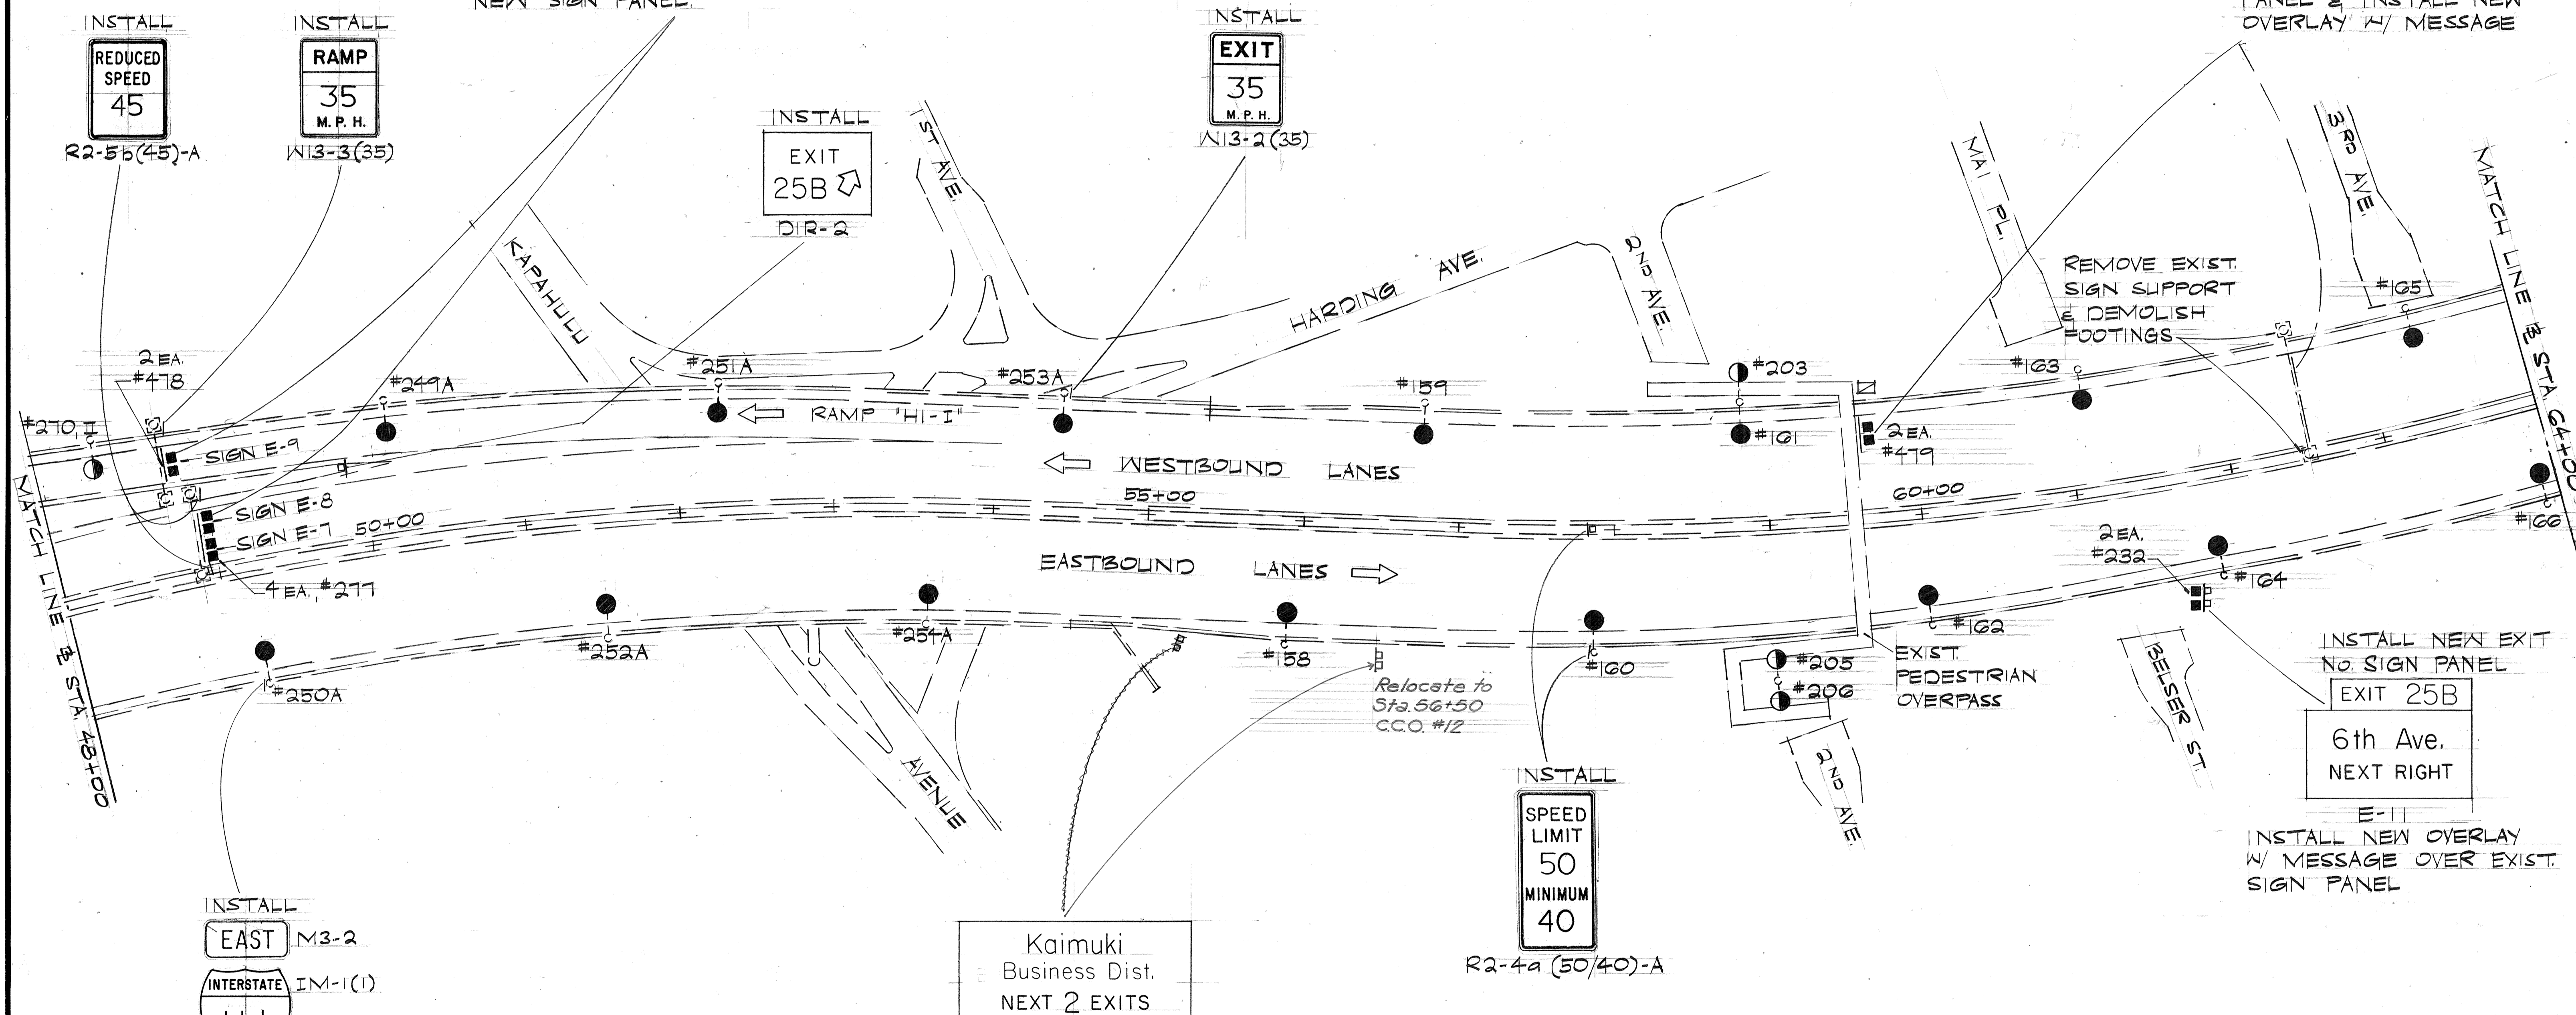 NEW SIGN PANEL.
PANEL & INSTALL NEW
OVERLAY W/ MESSAGE
INSTALL
REDUCED
SPEED
45
R2-5b(45)-A
INSTALL
RAMP
35
M.P.H.
W13-3(35)
INSTALL
EXIT
25B
DIR-2
INSTALL
EXIT
35
M.P.H.
W13-2(35)
1ST AVE.
KAPAHULU
HARDING AVE.
2ND AVE.
MAI PL.
3RD AVE.
MATCH LINE ℄ STA 64+00
REMOVE EXIST.
SIGN SUPPORT
& DEMOLISH
FOOTINGS
#165
2 EA.
#478
#249A
#251A
#253A
#159
#203
#163
#270, II
RAMP "HI-I"
#161
2 EA.
#479
SIGN E-9
WESTBOUND LANES
SIGN E-8
SIGN E-7
50+00
55+00
60+00
#166
4 EA., #277
EASTBOUND LANES
2 EA.
#232
#164
MATCH LINE ℄ STA. 48+00
#250A
#252A
#254A
#158
#160
#162
#205
#206
EXIST.
PEDESTRIAN
OVERPASS
Relocate to
Sta. 56+50
C.C.O. #12
AVENUE
2ND AVE.
BELSER ST.
INSTALL NEW EXIT
No. SIGN PANEL
EXIT 25B
6th Ave.
NEXT RIGHT
E-11
INSTALL NEW OVERLAY
W/ MESSAGE OVER EXIST.
SIGN PANEL
INSTALL
SPEED
LIMIT
50
MINIMUM
40
R2-4a (50/40)-A
INSTALL
EAST
M3-2
INTERSTATE
IM-1(1)
Kaimuki
Business Dist.
NEXT 2 EXITS